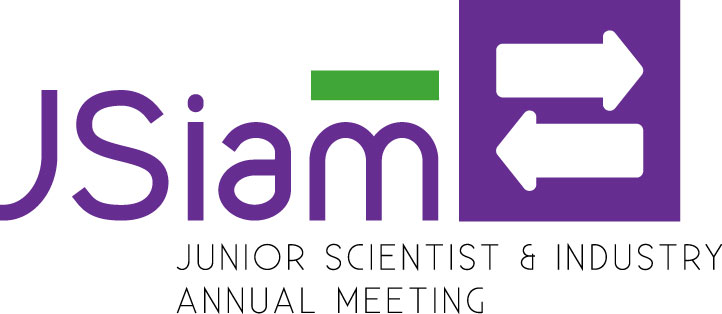 JSiam
JUNIOR SCIENTIST & INDUSTRY
ANNUAL MEETING